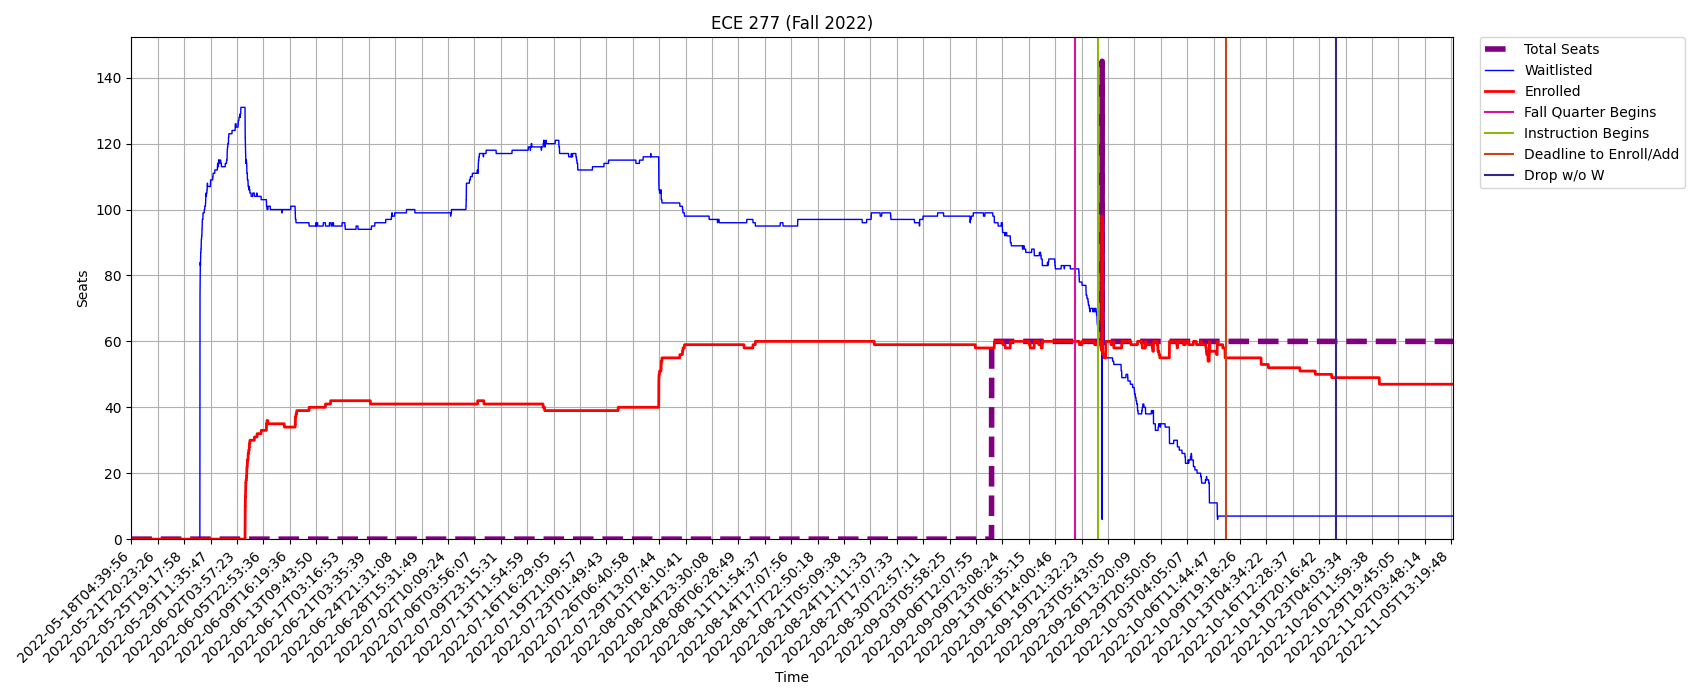 ECE 277 (Fall 2022)
Total Seats
Waitlisted
Enrolled
Fall Quarter Begins
Instruction Begins
Deadline to Enroll/Add
Drop w/o W
Seats
140
120
100
80
60
40
20
0
2022-05-18T04:39:56
2022-05-21T20:23:26
2022-05-25T19:17:58
2022-05-29T11:35:47
2022-06-02T03:57:23
2022-06-05T22:53:36
2022-06-09T16:19:36
2022-06-13T09:43:50
2022-06-17T03:16:53
2022-06-21T03:35:39
2022-06-24T21:31:08
2022-06-28T15:31:49
2022-07-02T10:09:24
2022-07-06T03:56:07
2022-07-09T23:15:31
2022-07-13T11:54:59
2022-07-16T16:29:05
2022-07-19T21:09:57
2022-07-23T01:49:43
2022-07-26T06:40:58
2022-07-29T13:07:44
2022-08-01T18:10:41
2022-08-04T23:30:08
2022-08-08T06:28:49
2022-08-11T11:54:37
2022-08-14T17:07:56
2022-08-17T22:50:18
2022-08-21T05:09:38
2022-08-24T11:11:33
2022-08-27T17:07:33
2022-08-30T22:57:11
2022-09-03T05:58:25
2022-09-06T12:07:55
2022-09-09T23:08:24
2022-09-13T06:35:15
2022-09-16T14:00:46
2022-09-19T21:32:23
2022-09-23T05:43:05
2022-09-26T13:20:09
2022-09-29T20:50:05
2022-10-03T04:05:07
2022-10-06T11:44:47
2022-10-09T19:18:26
2022-10-13T04:34:22
2022-10-16T12:28:37
2022-10-19T20:16:42
2022-10-23T04:03:34
2022-10-26T11:59:38
2022-10-29T19:45:05
2022-11-02T03:48:14
2022-11-05T13:19:48
Time